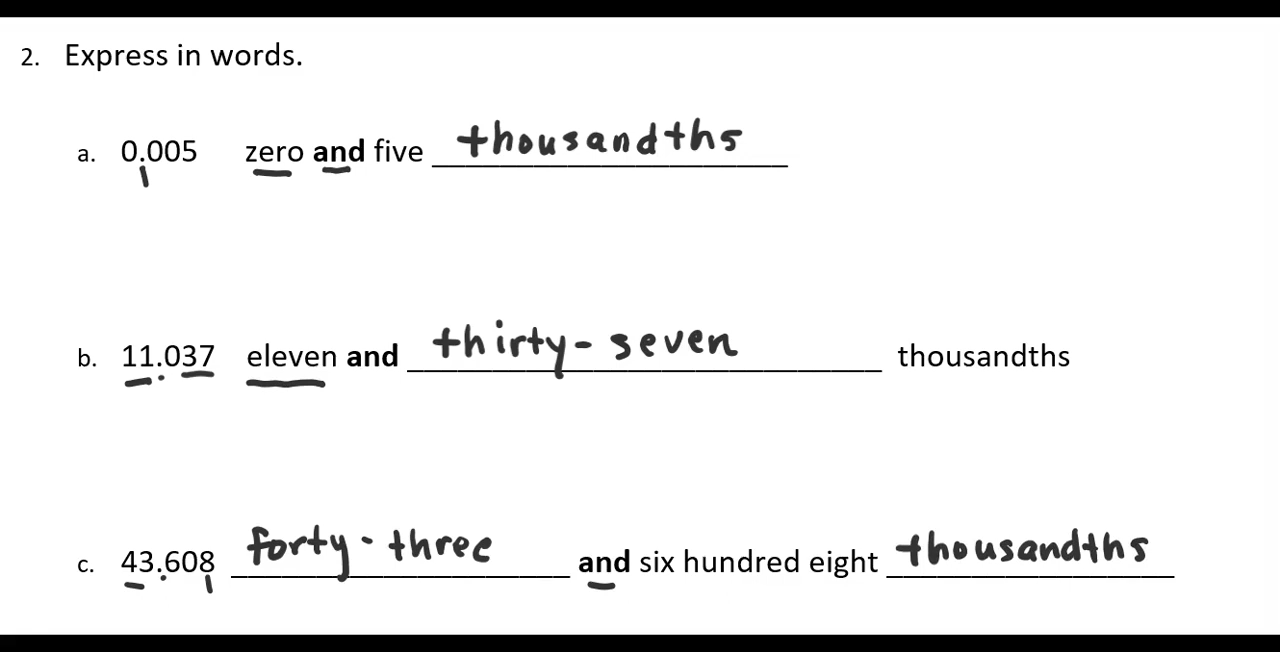 2. Express in words.
a. 0.005 zero and five thousandths
b. 11.037 eleven and thirty-seven thousandths
c. 43.608 forty-three and six hundred eight thousandths